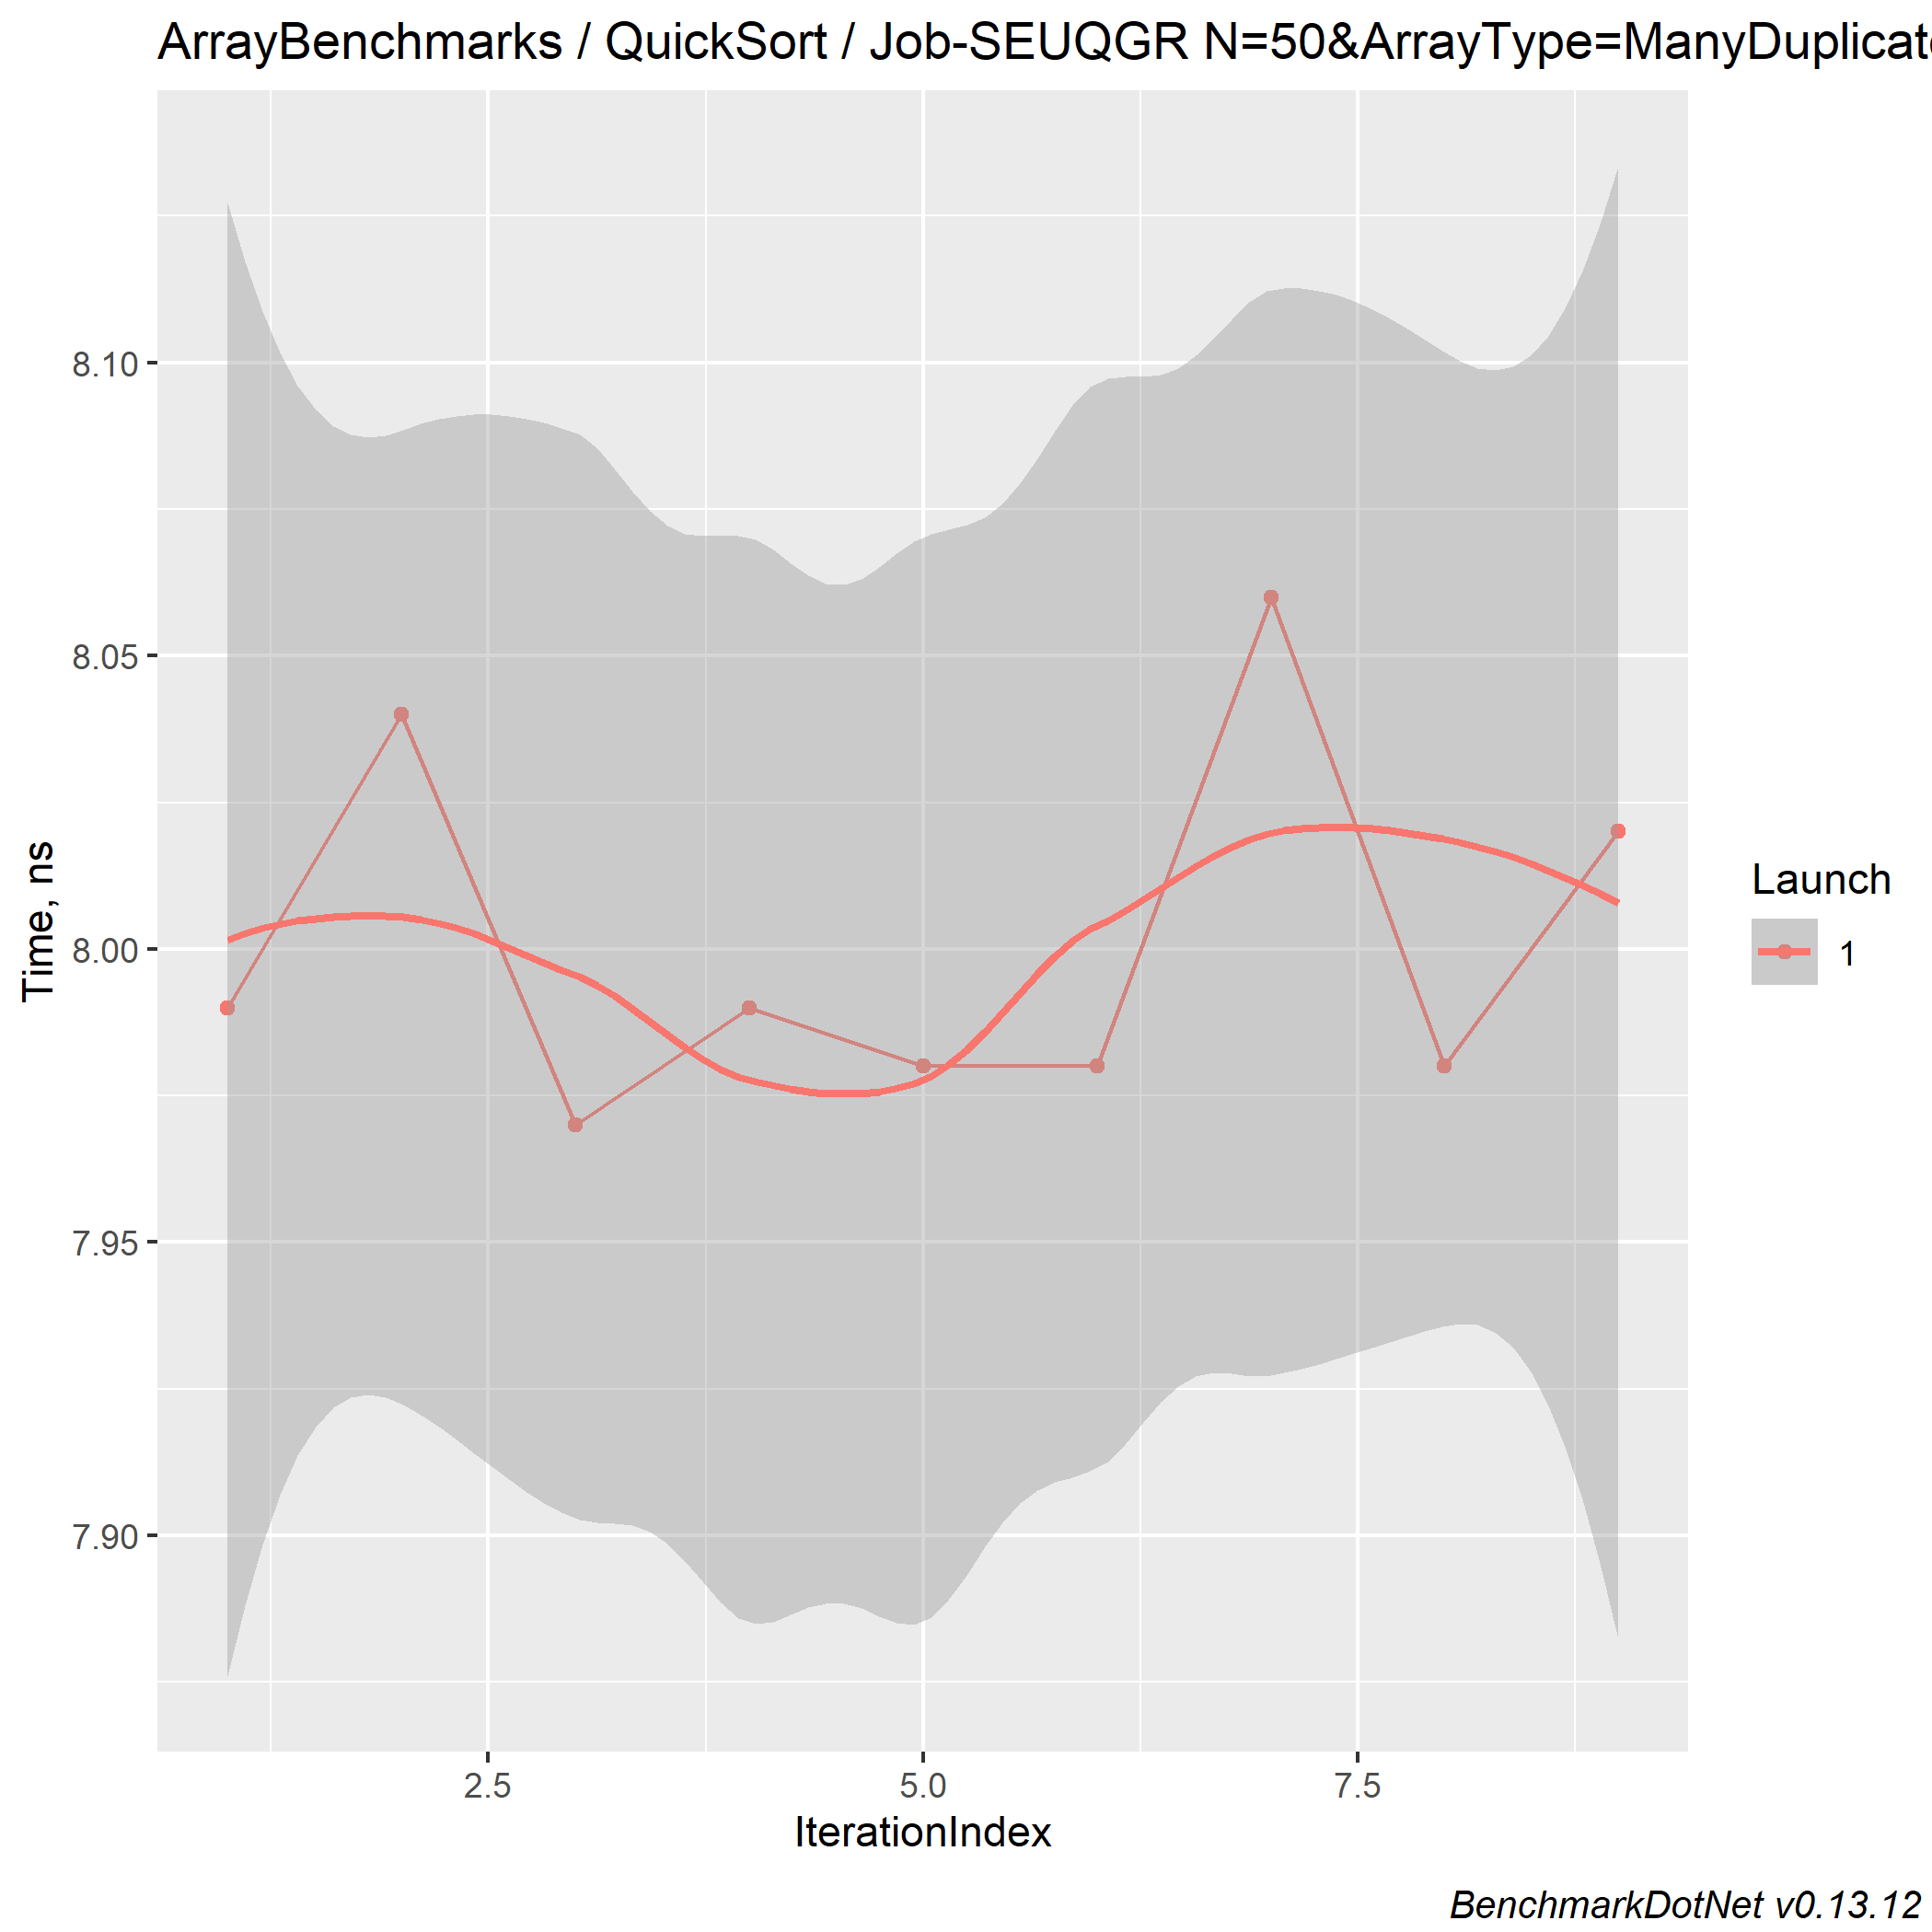 ArrayBenchmarks / QuickSort / Job-SEUQGR N=50&ArrayType=ManyDuplicate
8.10
8.05
8.00
7.95
7.90
Time, ns
2.5 5.0 7.5
IterationIndex
Launch
1
BenchmarkDotNet v0.13.12